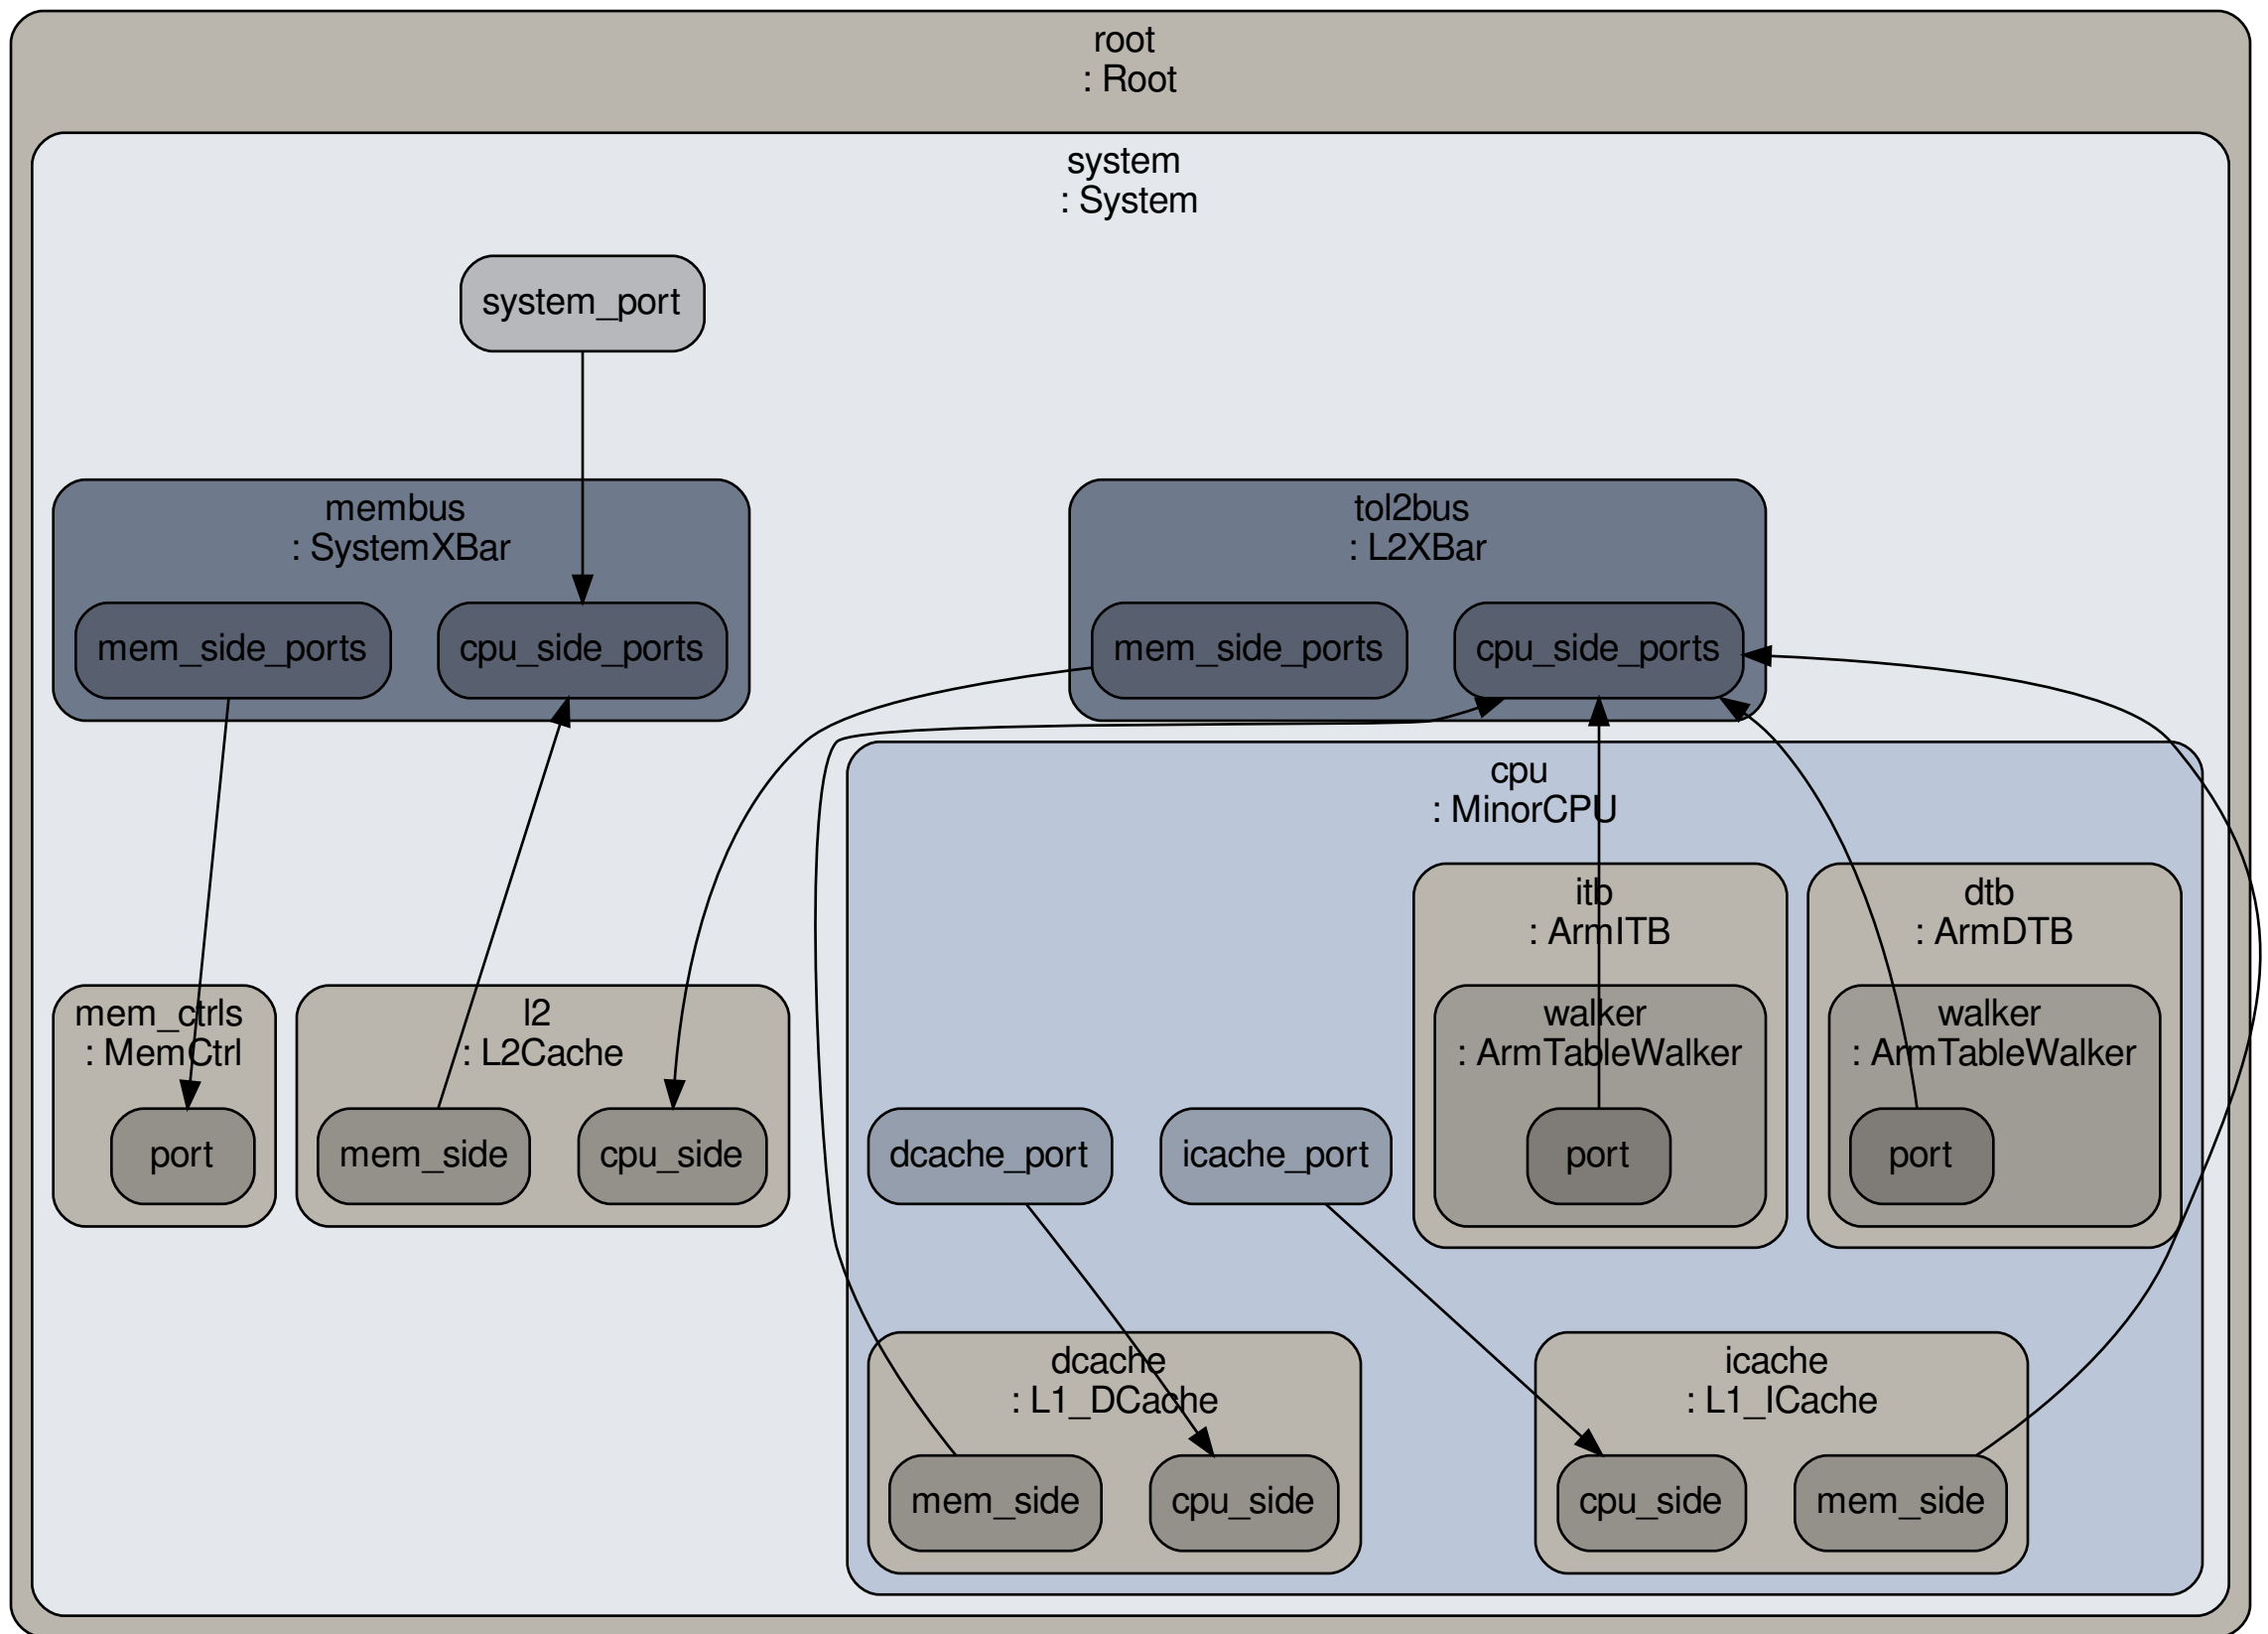 root
: Root
system
: System
system_port
membus
: SystemXBar
mem_side_ports
cpu_side_ports
tol2bus
: L2XBar
mem_side_ports
cpu_side_ports
cpu
: MinorCPU
itb
: ArmITB
dtb
: ArmDTB
mem_ctrls
: MemCtrl
port
l2
: L2Cache
mem_side
cpu_side
walker
: ArmTableWalker
port
walker
: ArmTableWalker
port
dcache_port
icache_port
dcache
: L1_DCache
mem_side
cpu_side
icache
: L1_ICache
cpu_side
mem_side